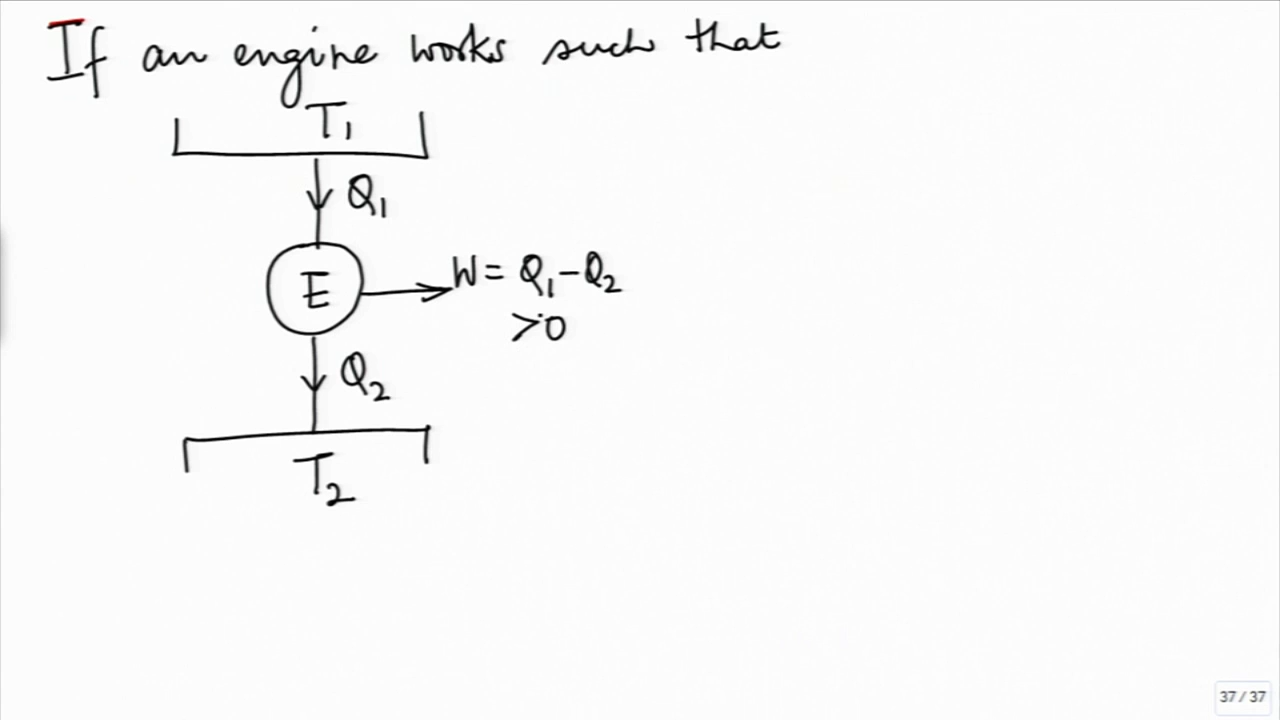 If an engine works such that
T₁
Q₁
E
W = Q₁-Q₂
>0
Q₂
T₂
37 / 37